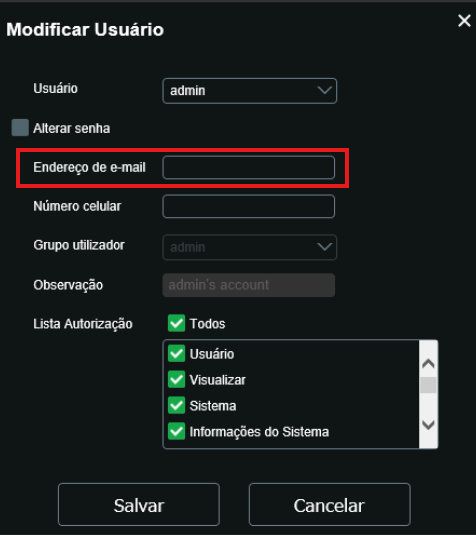 Modificar Usuário
Usuário admin
Alterar senha
Endereço de e-mail
Número celular
Grupo utilizador admin
Observação admin's account
Lista Autorização Todos
Usuário
Visualizar
Sistema
Informações do Sistema
Salvar Cancelar